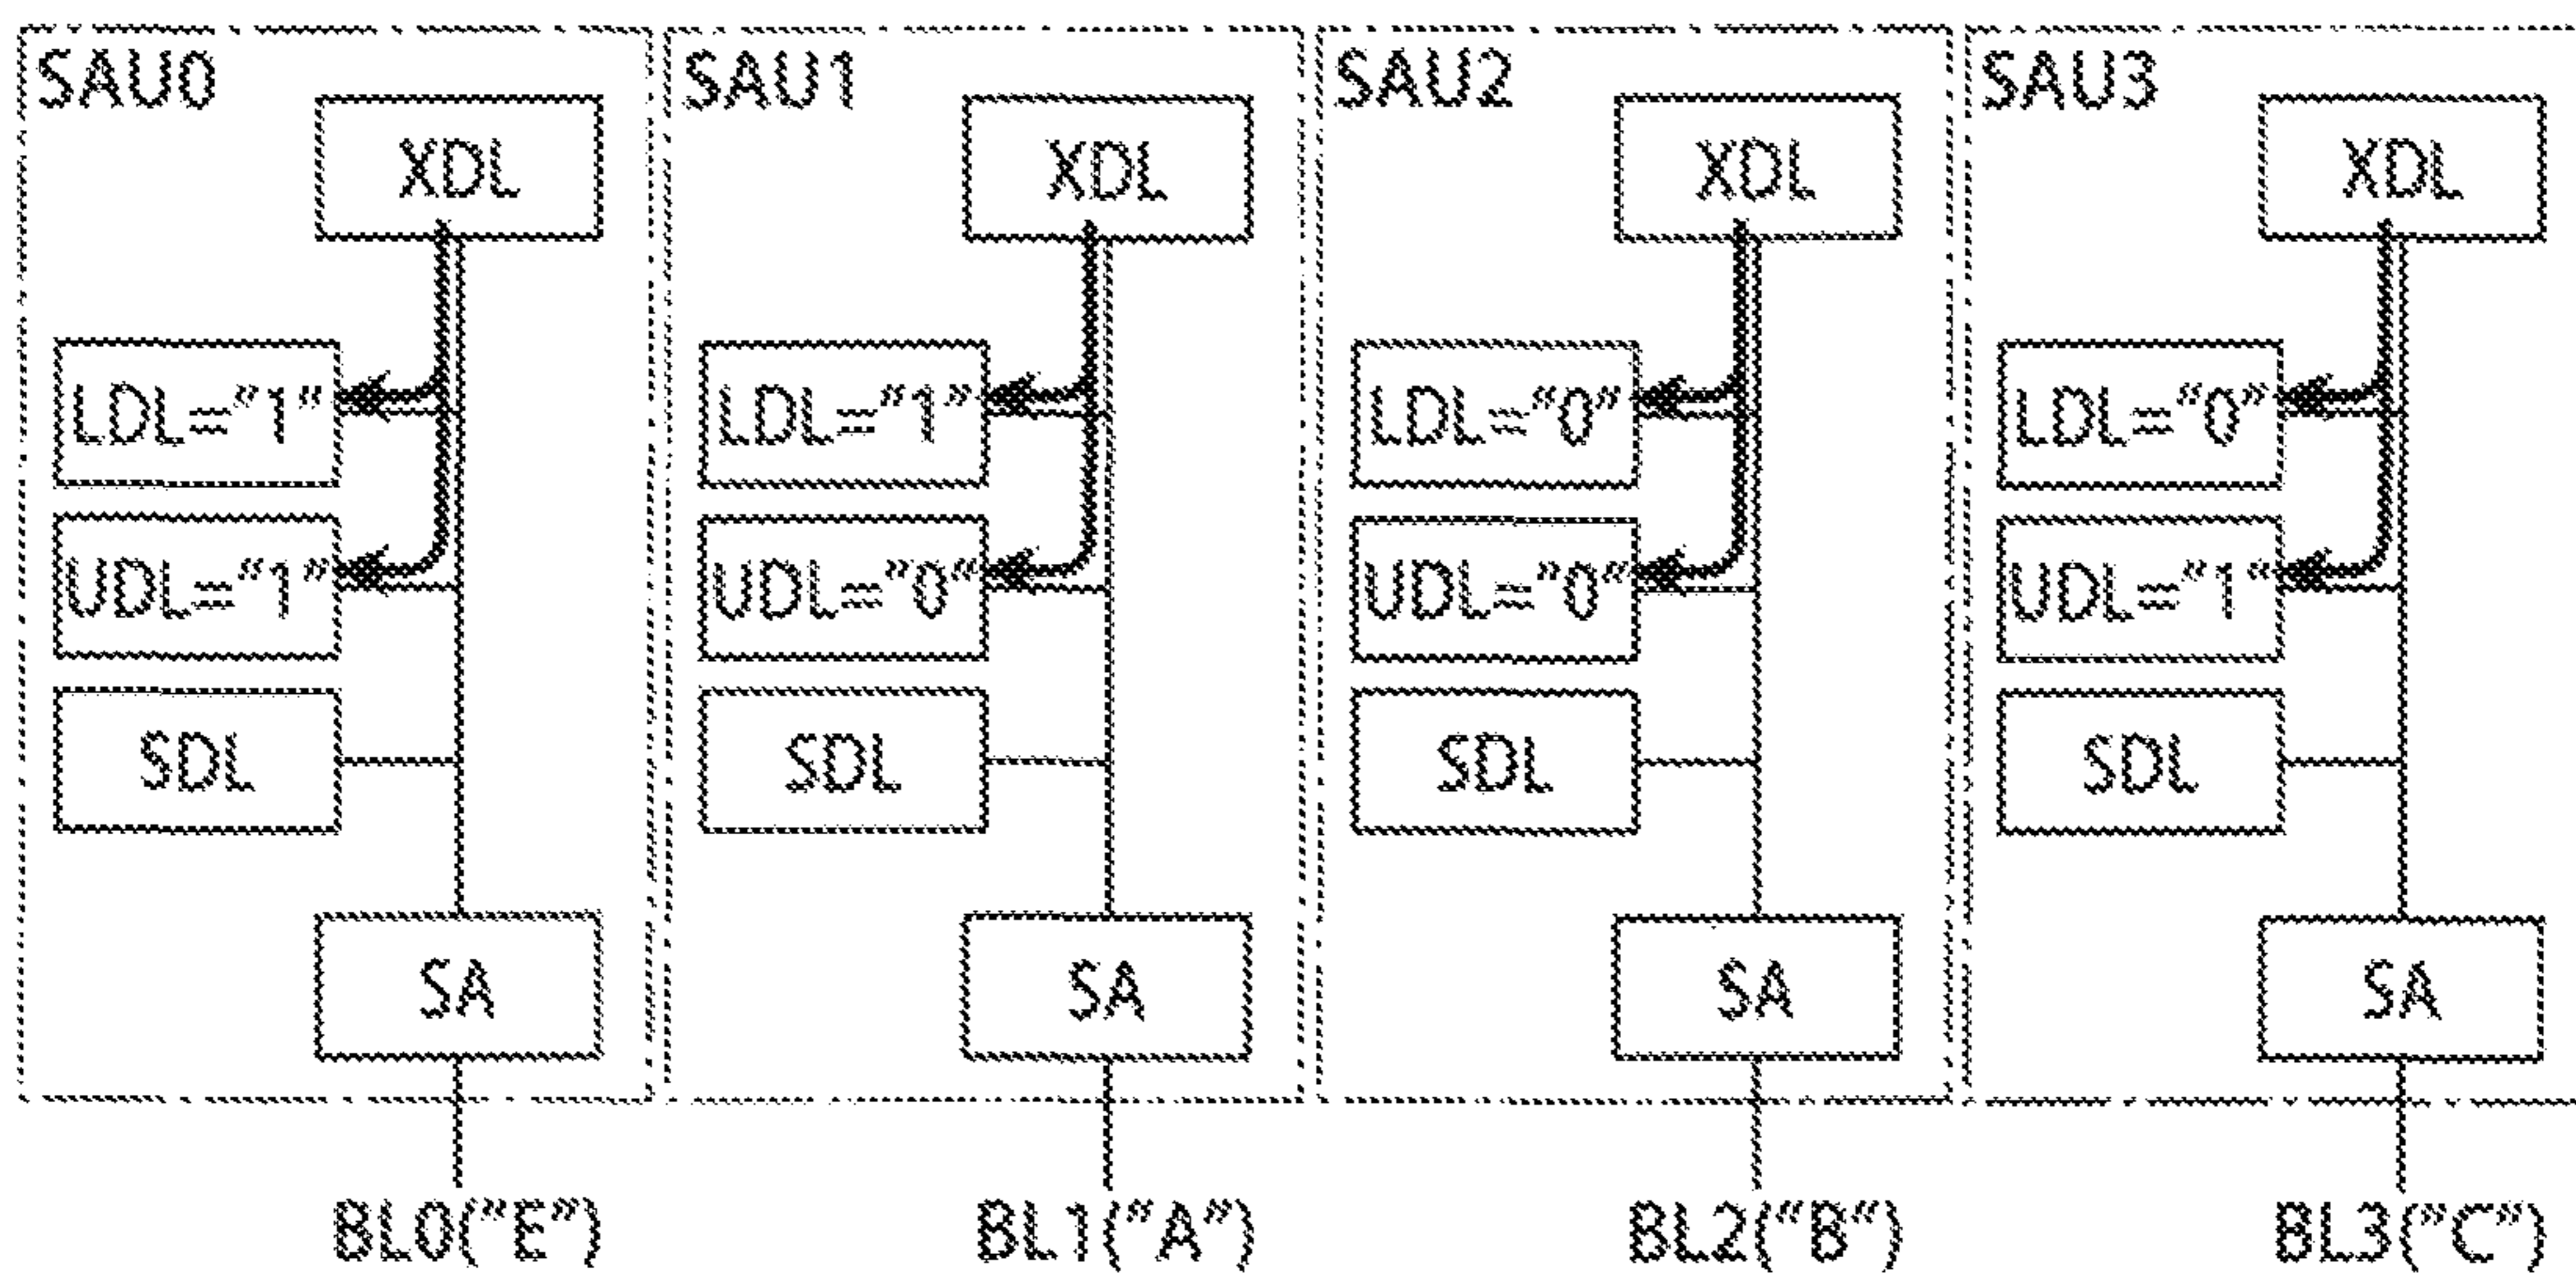 SAU0 SAU1 SAU2 SAU3
XDL XDL XDL XDL
LDL="1" LDL="1" LDL="0" LDL="0"
UDL="1" UDL="0" UDL="0" UDL="1"
SDL SDL SDL SDL
SA SA SA SA
BL0("E") BL1("A") BL2("B") BL3("C")